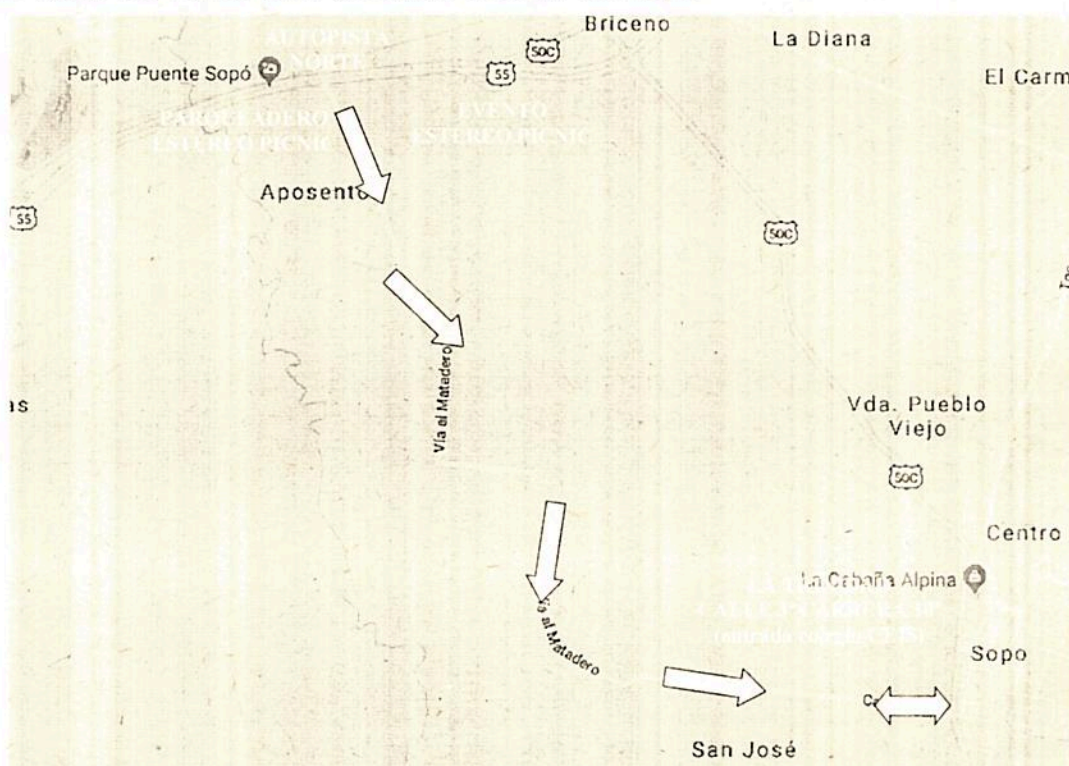 Briceno
AUTOPISTA
NORTE
50C
La Diana
Parque Puente Sopó
55
El Carm
PARQUEADERO
ESTEREO PICNIC
EVENTO
ESTEREO PICNIC
Aposento
55
50C
Vía al Matadero
as
Vda. Pueblo
Viejo
50C
Centro
La Cabaña Alpina
al Matadero
Sopo
San José